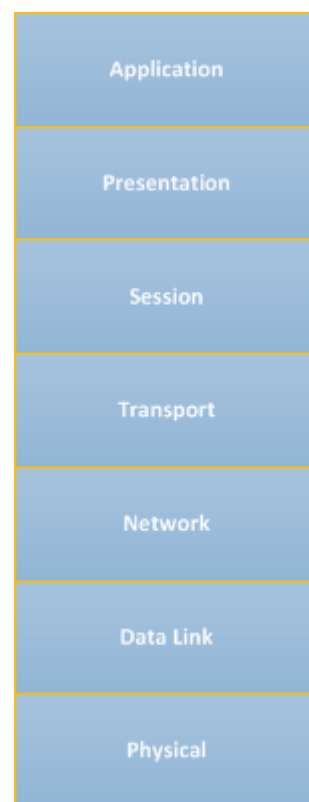 Application
Presentation
Session
Transport
Network
Data Link
Physical